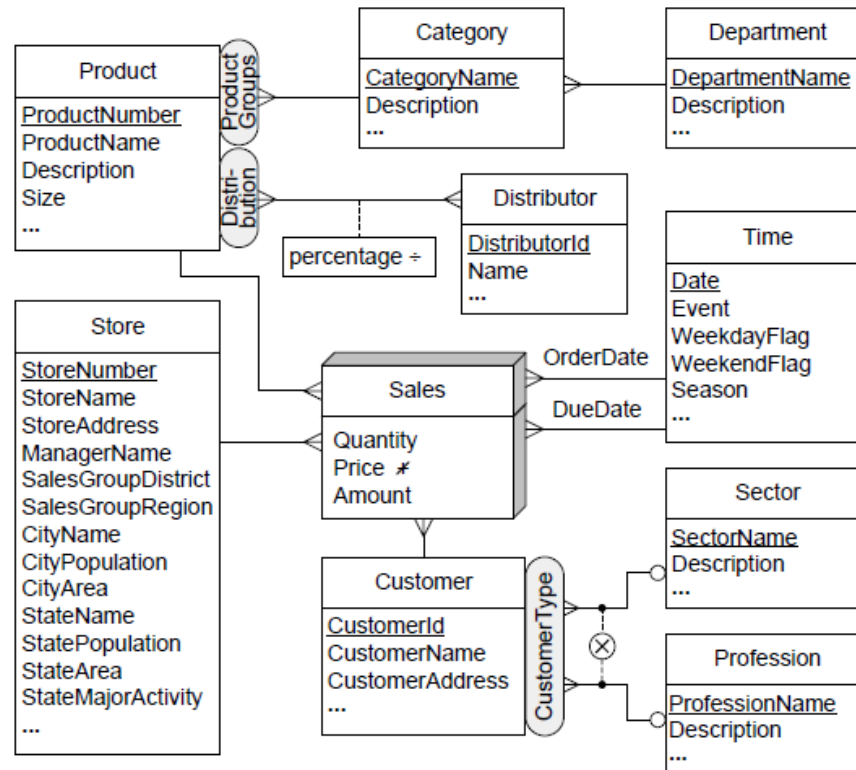 Product
ProductNumber
ProductName
Description
Size
...
Product
Groups
Distri-
bution
Category
CategoryName
Description
...
Department
DepartmentName
Description
...
percentage ÷
Distributor
DistributorId
Name
...
Time
Date
Event
WeekdayFlag
WeekendFlag
Season
...
Store
StoreNumber
StoreName
StoreAddress
ManagerName
SalesGroupDistrict
SalesGroupRegion
CityName
CityPopulation
CityArea
StateName
StatePopulation
StateArea
StateMajorActivity
...
Sales
Quantity
Price
Amount
OrderDate
DueDate
Customer
CustomerId
CustomerName
CustomerAddress
...
CustomerType
Sector
SectorName
Description
...
Profession
ProfessionName
Description
...